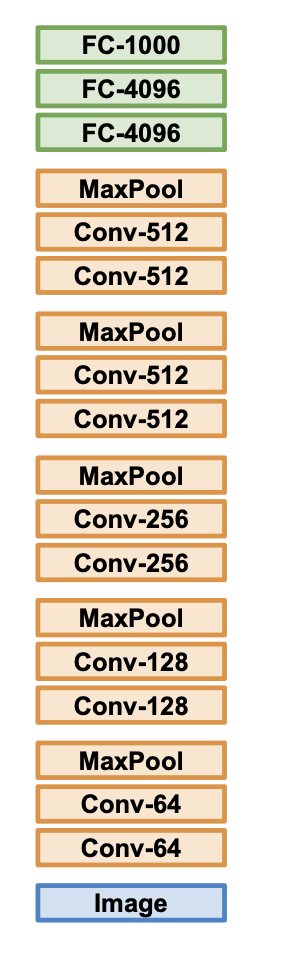 FC-1000
FC-4096
FC-4096
MaxPool
Conv-512
Conv-512
MaxPool
Conv-512
Conv-512
MaxPool
Conv-256
Conv-256
MaxPool
Conv-128
Conv-128
MaxPool
Conv-64
Conv-64
Image